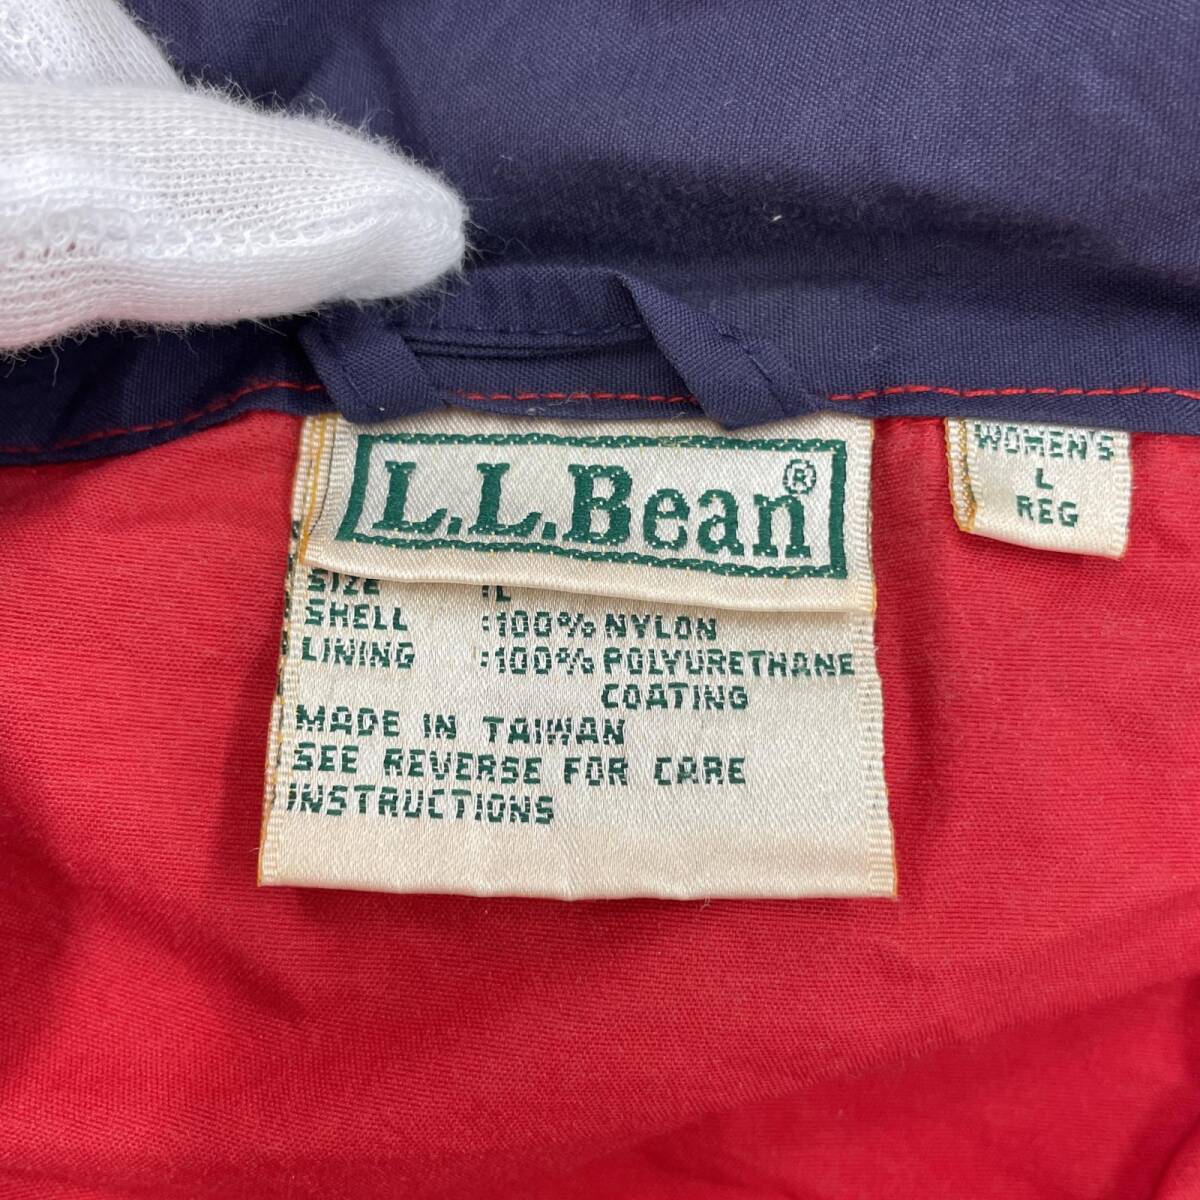 L.L.Bean®
SIZE :L
SHELL :100% NYLON
LINING :100% POLYURETHANE
COATING
MADE IN TAIWAN
SEE REVERSE FOR CARE
INSTRUCTIONS
WOMEN'S
L
REG